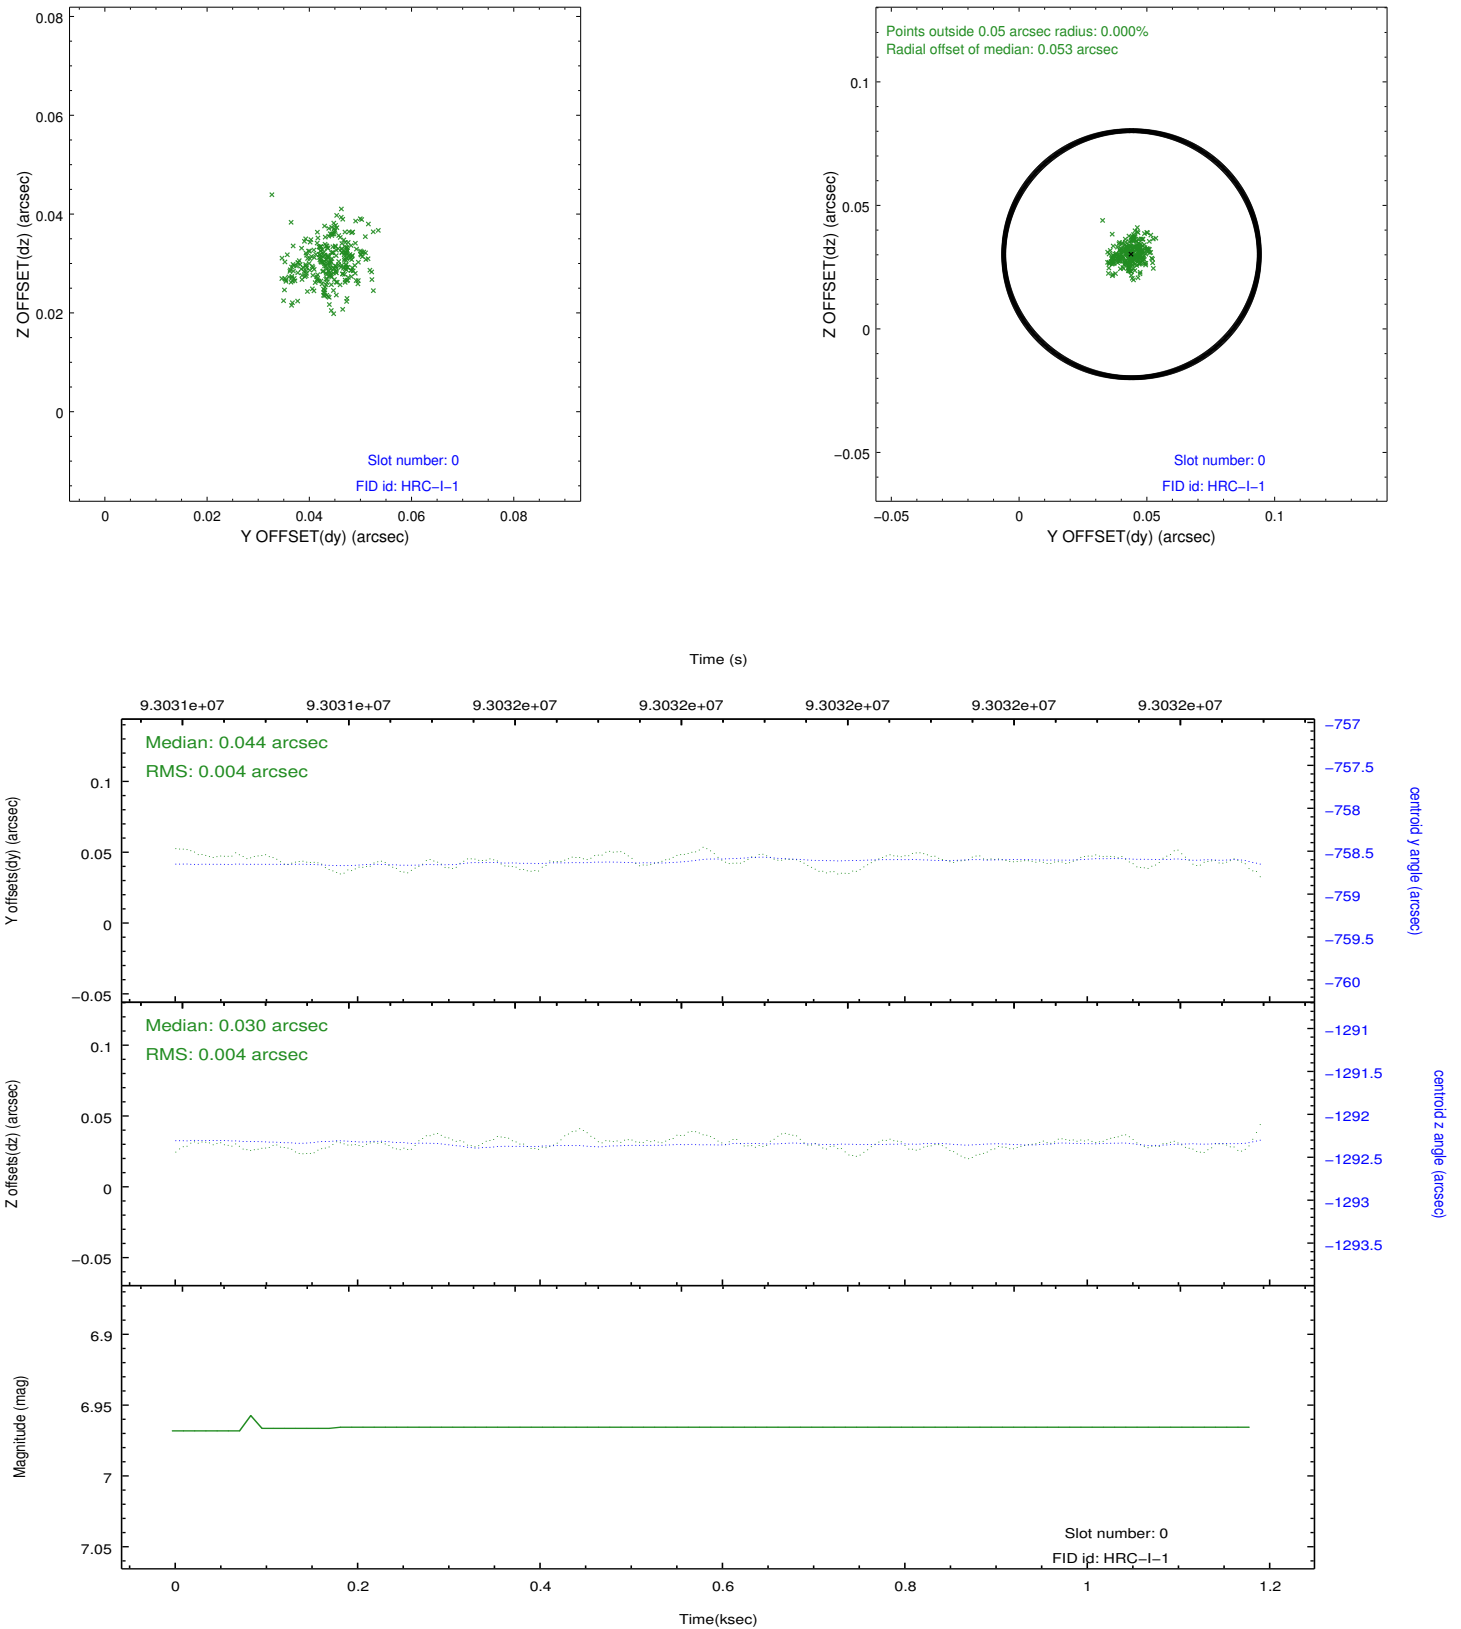 0.08
0.06
0.04
0.02
0
Z OFFSET(dz) (arcsec)
Slot number: 0
FID id: HRC−I−1
0 0.02 0.04 0.06 0.08
Y OFFSET(dy) (arcsec)
Points outside 0.05 arcsec radius: 0.000%
Radial offset of median: 0.053 arcsec
0.1
0.05
0
−0.05
Z OFFSET(dz) (arcsec)
Slot number: 0
FID id: HRC−I−1
−0.05 0 0.05 0.1
Y OFFSET(dy) (arcsec)
Time (s)
9.3031e+07 9.3031e+07 9.3032e+07 9.3032e+07 9.3032e+07 9.3032e+07 9.3032e+07
Median: 0.044 arcsec
RMS: 0.004 arcsec
0.1
0.05
0
−0.05
Y offsets(dy) (arcsec)
−757
−757.5
−758
−758.5
−759
−759.5
−760
centroid y angle (arcsec)
Median: 0.030 arcsec
RMS: 0.004 arcsec
0.1
0.05
0
−0.05
Z offsets(dz) (arcsec)
−1291
−1291.5
−1292
−1292.5
−1293
−1293.5
centroid z angle (arcsec)
6.9
6.95
7
7.05
Magnitude (mag)
Slot number: 0
FID id: HRC−I−1
0 0.2 0.4 0.6 0.8 1 1.2
Time(ksec)